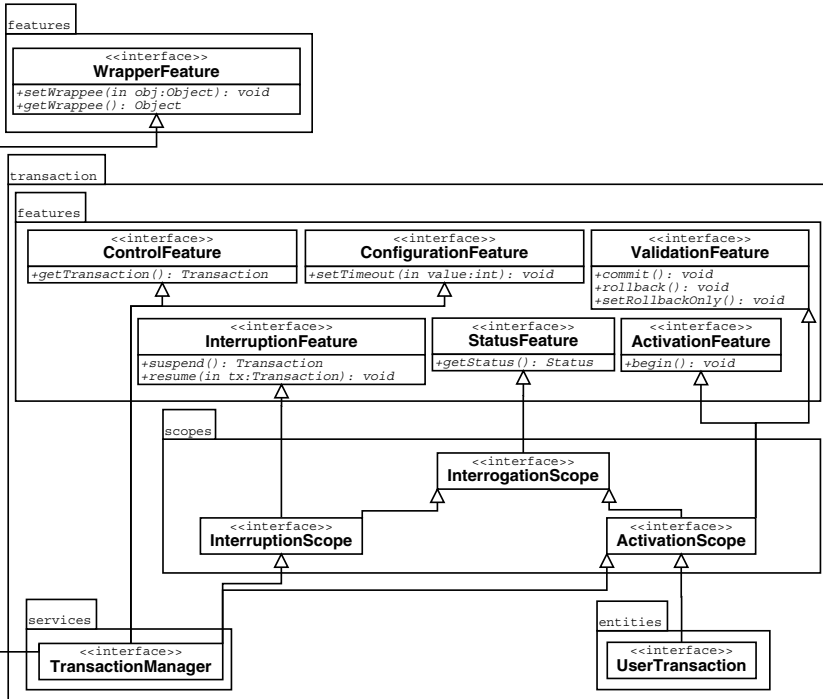 features
<<interface>>
WrapperFeature
+setWrappee(in obj:Object): void
+getWrappee(): Object
transaction
features
<<interface>>
ControlFeature
+getTransaction(): Transaction
<<interface>>
ConfigurationFeature
+setTimeout(in value:int): void
<<interface>>
ValidationFeature
+commit(): void
+rollback(): void
+setRollbackOnly(): void
<<interface>>
InterruptionFeature
+suspend(): Transaction
+resume(in tx:Transaction): void
<<interface>>
StatusFeature
+getStatus(): Status
<<interface>>
ActivationFeature
+begin(): void
scopes
<<interface>>
InterrogationScope
<<interface>>
InterruptionScope
<<interface>>
ActivationScope
services
<<interface>>
TransactionManager
entities
<<interface>>
UserTransaction